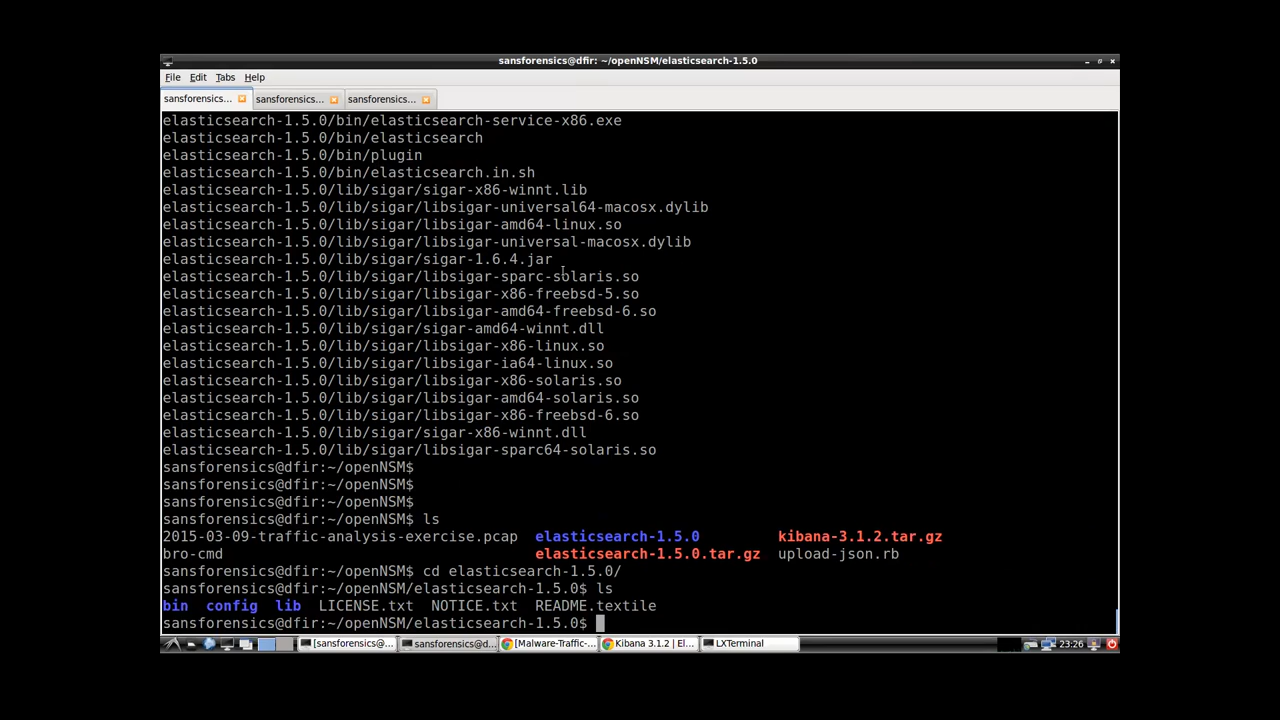 sansforensics@dfir: ~/openNSM/elasticsearch-1.5.0
File Edit Tabs Help
sansforensics... sansforensics... sansforensics...
elasticsearch-1.5.0/bin/elasticsearch-service-x86.exe
elasticsearch-1.5.0/bin/elasticsearch
elasticsearch-1.5.0/bin/plugin
elasticsearch-1.5.0/bin/elasticsearch.in.sh
elasticsearch-1.5.0/lib/sigar/sigar-x86-winnt.lib
elasticsearch-1.5.0/lib/sigar/libsigar-universal64-macosx.dylib
elasticsearch-1.5.0/lib/sigar/libsigar-amd64-linux.so
elasticsearch-1.5.0/lib/sigar/libsigar-universal-macosx.dylib
elasticsearch-1.5.0/lib/sigar/sigar-1.6.4.jar
elasticsearch-1.5.0/lib/sigar/libsigar-sparc-solaris.so
elasticsearch-1.5.0/lib/sigar/libsigar-x86-freebsd-5.so
elasticsearch-1.5.0/lib/sigar/libsigar-amd64-freebsd-6.so
elasticsearch-1.5.0/lib/sigar/sigar-amd64-winnt.dll
elasticsearch-1.5.0/lib/sigar/libsigar-x86-linux.so
elasticsearch-1.5.0/lib/sigar/libsigar-ia64-linux.so
elasticsearch-1.5.0/lib/sigar/libsigar-x86-solaris.so
elasticsearch-1.5.0/lib/sigar/libsigar-amd64-solaris.so
elasticsearch-1.5.0/lib/sigar/libsigar-x86-freebsd-6.so
elasticsearch-1.5.0/lib/sigar/sigar-x86-winnt.dll
elasticsearch-1.5.0/lib/sigar/libsigar-sparc64-solaris.so
sansforensics@dfir:~/openNSM$
sansforensics@dfir:~/openNSM$
sansforensics@dfir:~/openNSM$
sansforensics@dfir:~/openNSM$ ls
2015-03-09-traffic-analysis-exercise.pcap elasticsearch-1.5.0 kibana-3.1.2.tar.gz
bro-cmd elasticsearch-1.5.0.tar.gz upload-json.rb
sansforensics@dfir:~/openNSM$ cd elasticsearch-1.5.0/
sansforensics@dfir:~/openNSM/elasticsearch-1.5.0$ ls
bin config lib LICENSE.txt NOTICE.txt README.textile
sansforensics@dfir:~/openNSM/elasticsearch-1.5.0$
[sansforensics@... sansforensics@d... [Malware-Traffic-... Kibana 3.1.2 | El... LXTerminal 23:26